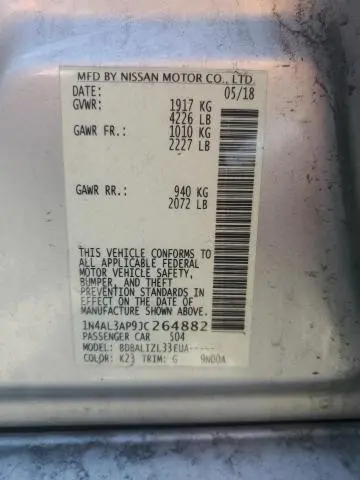 MFD BY NISSAN MOTOR CO., LTD.
DATE: 05/18
GVWR: 1917 KG
4226 LB
GAWR FR.: 1010 KG
2227 LB
GAWR RR.: 940 KG
2072 LB
THIS VEHICLE CONFORMS TO
ALL APPLICABLE FEDERAL
MOTOR VEHICLE SAFETY,
BUMPER, AND THEFT
PREVENTION STANDARDS IN
EFFECT ON THE DATE OF
MANUFACTURE SHOWN ABOVE.
1N4AL3AP9JC264882
PASSENGER CAR S04
MODEL: BDBALTZL33EUA-----
COLOR: K23 TRIM: G 9N00A